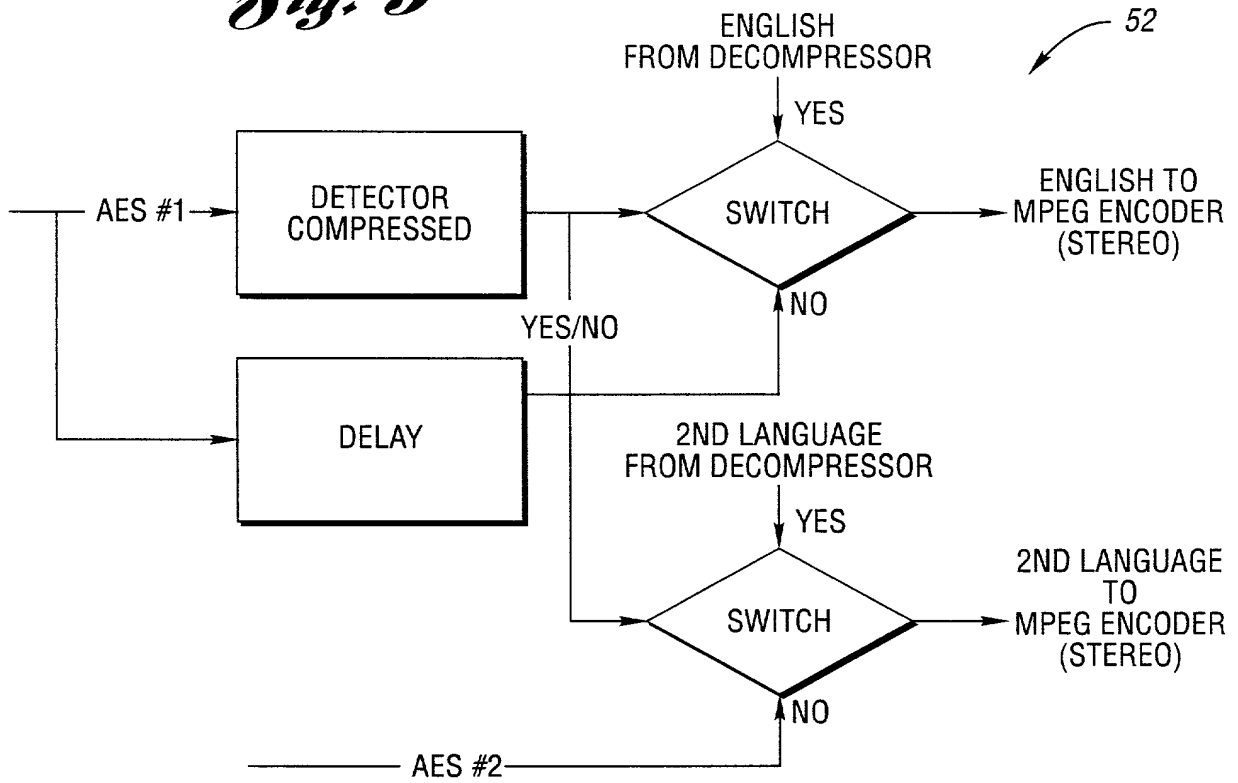 Fig.
52
ENGLISH
FROM DECOMPRESSOR
YES
AES #1
DETECTOR
COMPRESSED
SWITCH
ENGLISH TO
MPEG ENCODER
(STEREO)
NO
YES/NO
DELAY
2ND LANGUAGE
FROM DECOMPRESSOR
YES
SWITCH
2ND LANGUAGE
TO
MPEG ENCODER
(STEREO)
NO
AES #2